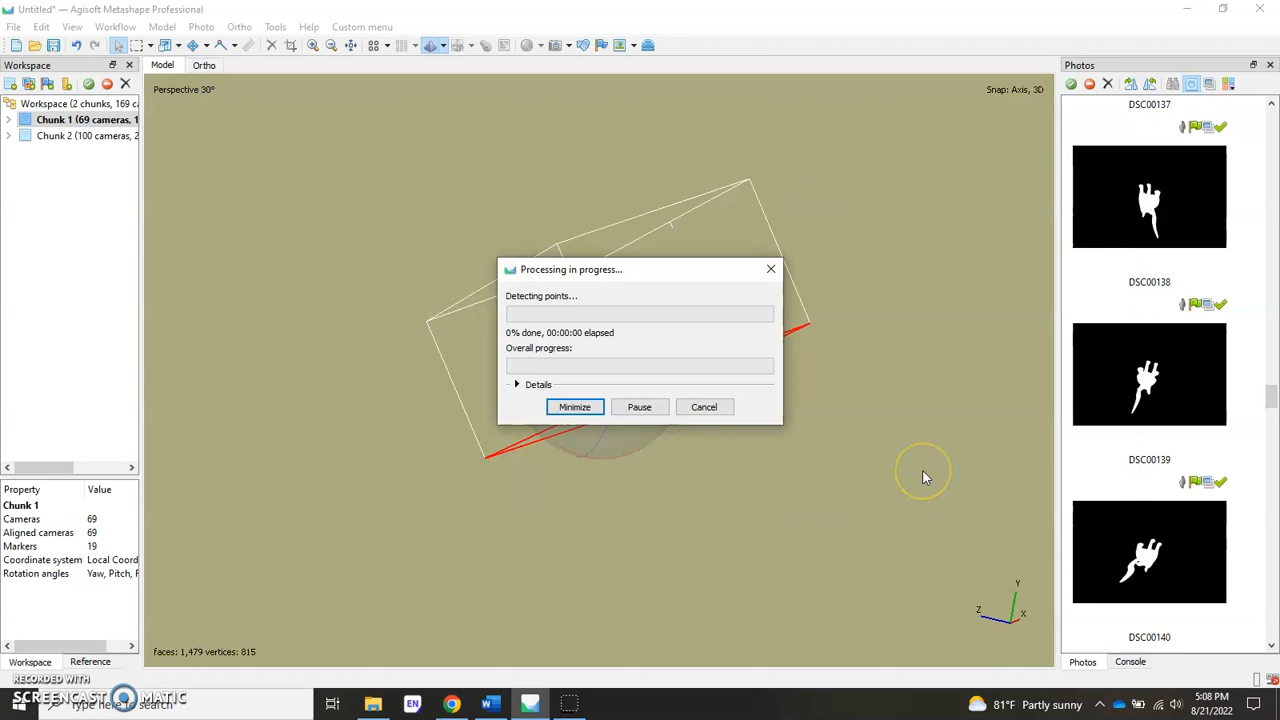 Untitled* — Agisoft Metashape Professional
File Edit View Workflow Model Photo Ortho Tools Help Custom menu
Workspace
Model Ortho
Photos
Workspace (2 chunks, 169 ca
Chunk 1 (69 cameras, 1
Chunk 2 (100 cameras, 2
Perspective 30°
Snap: Axis, 3D
DSC00137
DSC00138
DSC00139
DSC00140
Processing in progress...
Detecting points...
0% done, 00:00:00 elapsed
Overall progress:
Details
Minimize Pause Cancel
Property Value
Chunk 1
Cameras 69
Aligned cameras 69
Markers 19
Coordinate system Local Coord
Rotation angles Yaw, Pitch, F
Z Y X
faces: 1,479 vertices: 815
Workspace Reference
Photos Console
RECORDED WITH
SCREENCAST MATIC
Type here to search
EN
81°F Partly sunny
5:08 PM
8/21/2022